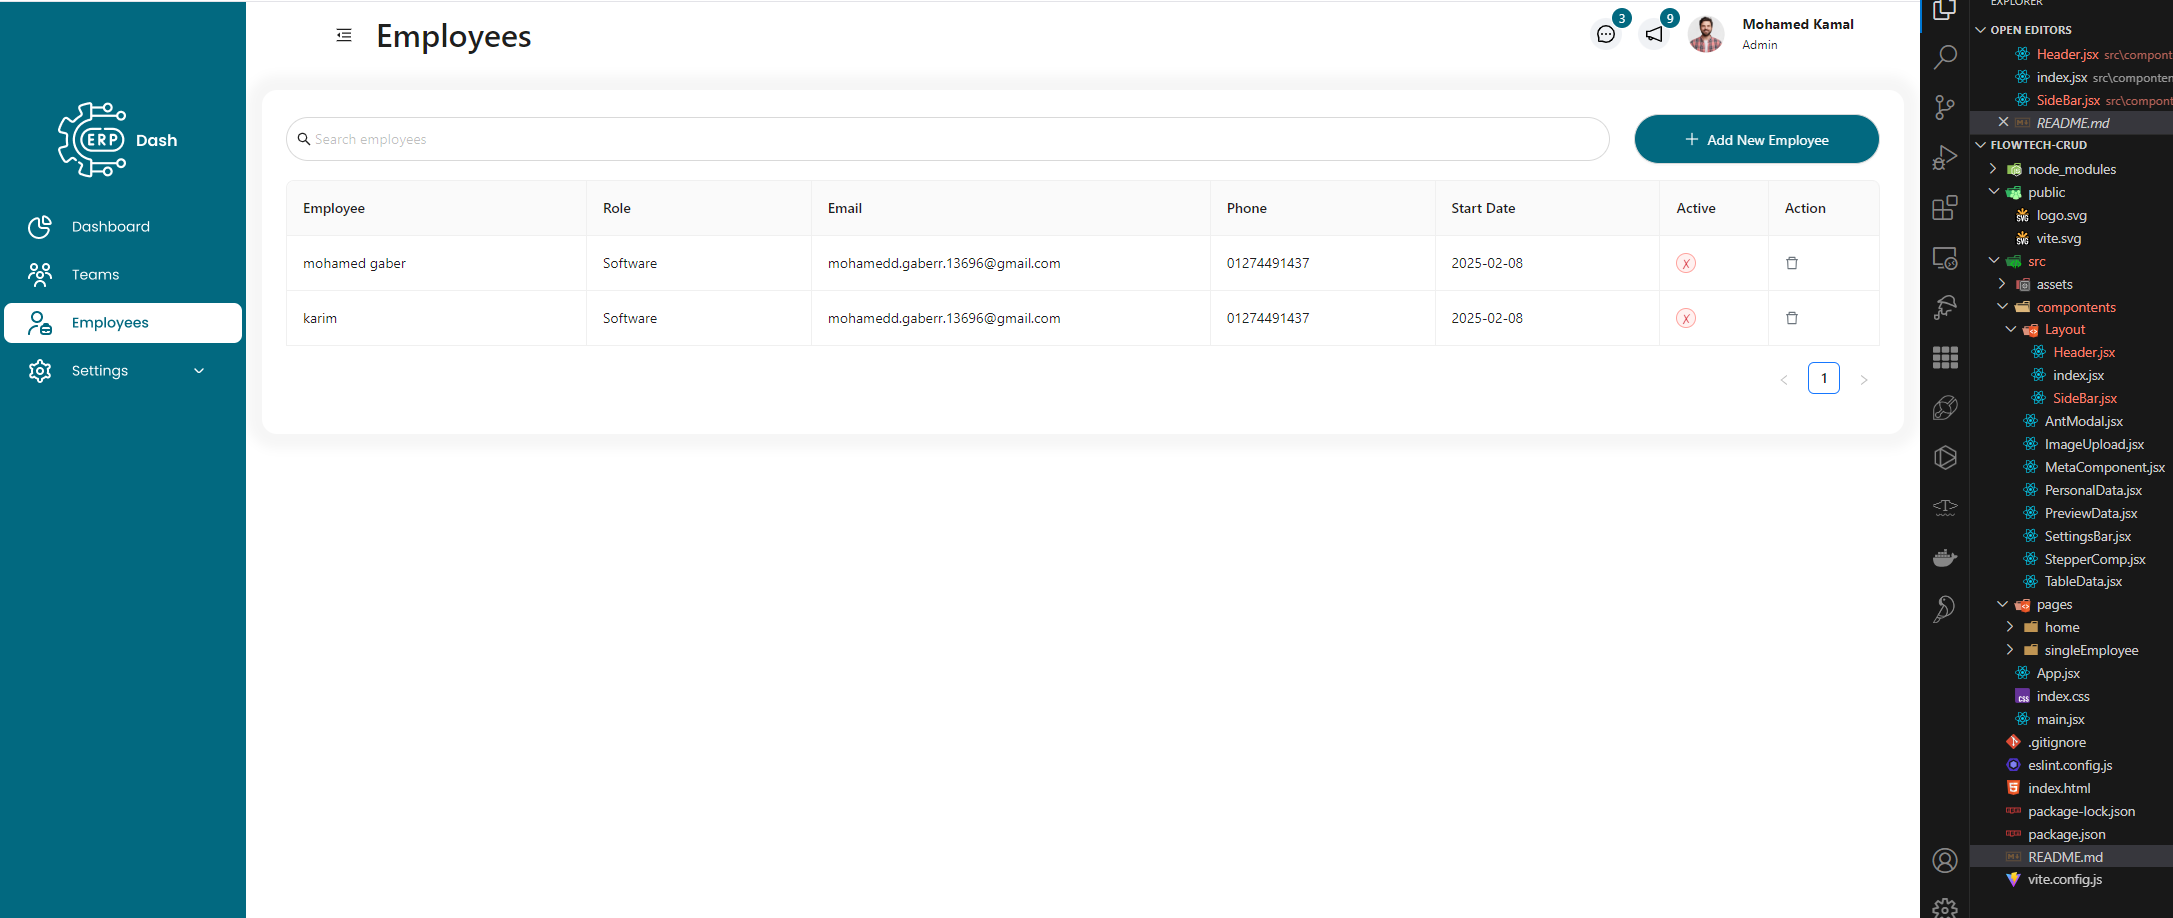 Employees
3
9
Mohamed Kamal
Admin
ERP
Dash
Dashboard
Teams
Employees
Settings
Search employees
Add New Employee
Employee Role Email Phone Start Date Active Action
mohamed gaber Software mohamedd.gaberr.13696@gmail.com 01274491437 2025-02-08 X
karim Software mohamedd.gaberr.13696@gmail.com 01274491437 2025-02-08 X
1
EXPLORER
OPEN EDITORS
Header.jsx src\compont
index.jsx src\componten
SideBar.jsx src\compont
README.md
FLOWTECH-CRUD
node_modules
public
logo.svg
vite.svg
src
assets
compontents
Layout
Header.jsx
index.jsx
SideBar.jsx
AntModal.jsx
ImageUpload.jsx
MetaComponent.jsx
PersonalData.jsx
PreviewData.jsx
SettingsBar.jsx
StepperComp.jsx
TableData.jsx
pages
home
singleEmployee
App.jsx
index.css
main.jsx
.gitignore
eslint.config.js
index.html
package-lock.json
package.json
README.md
vite.config.js